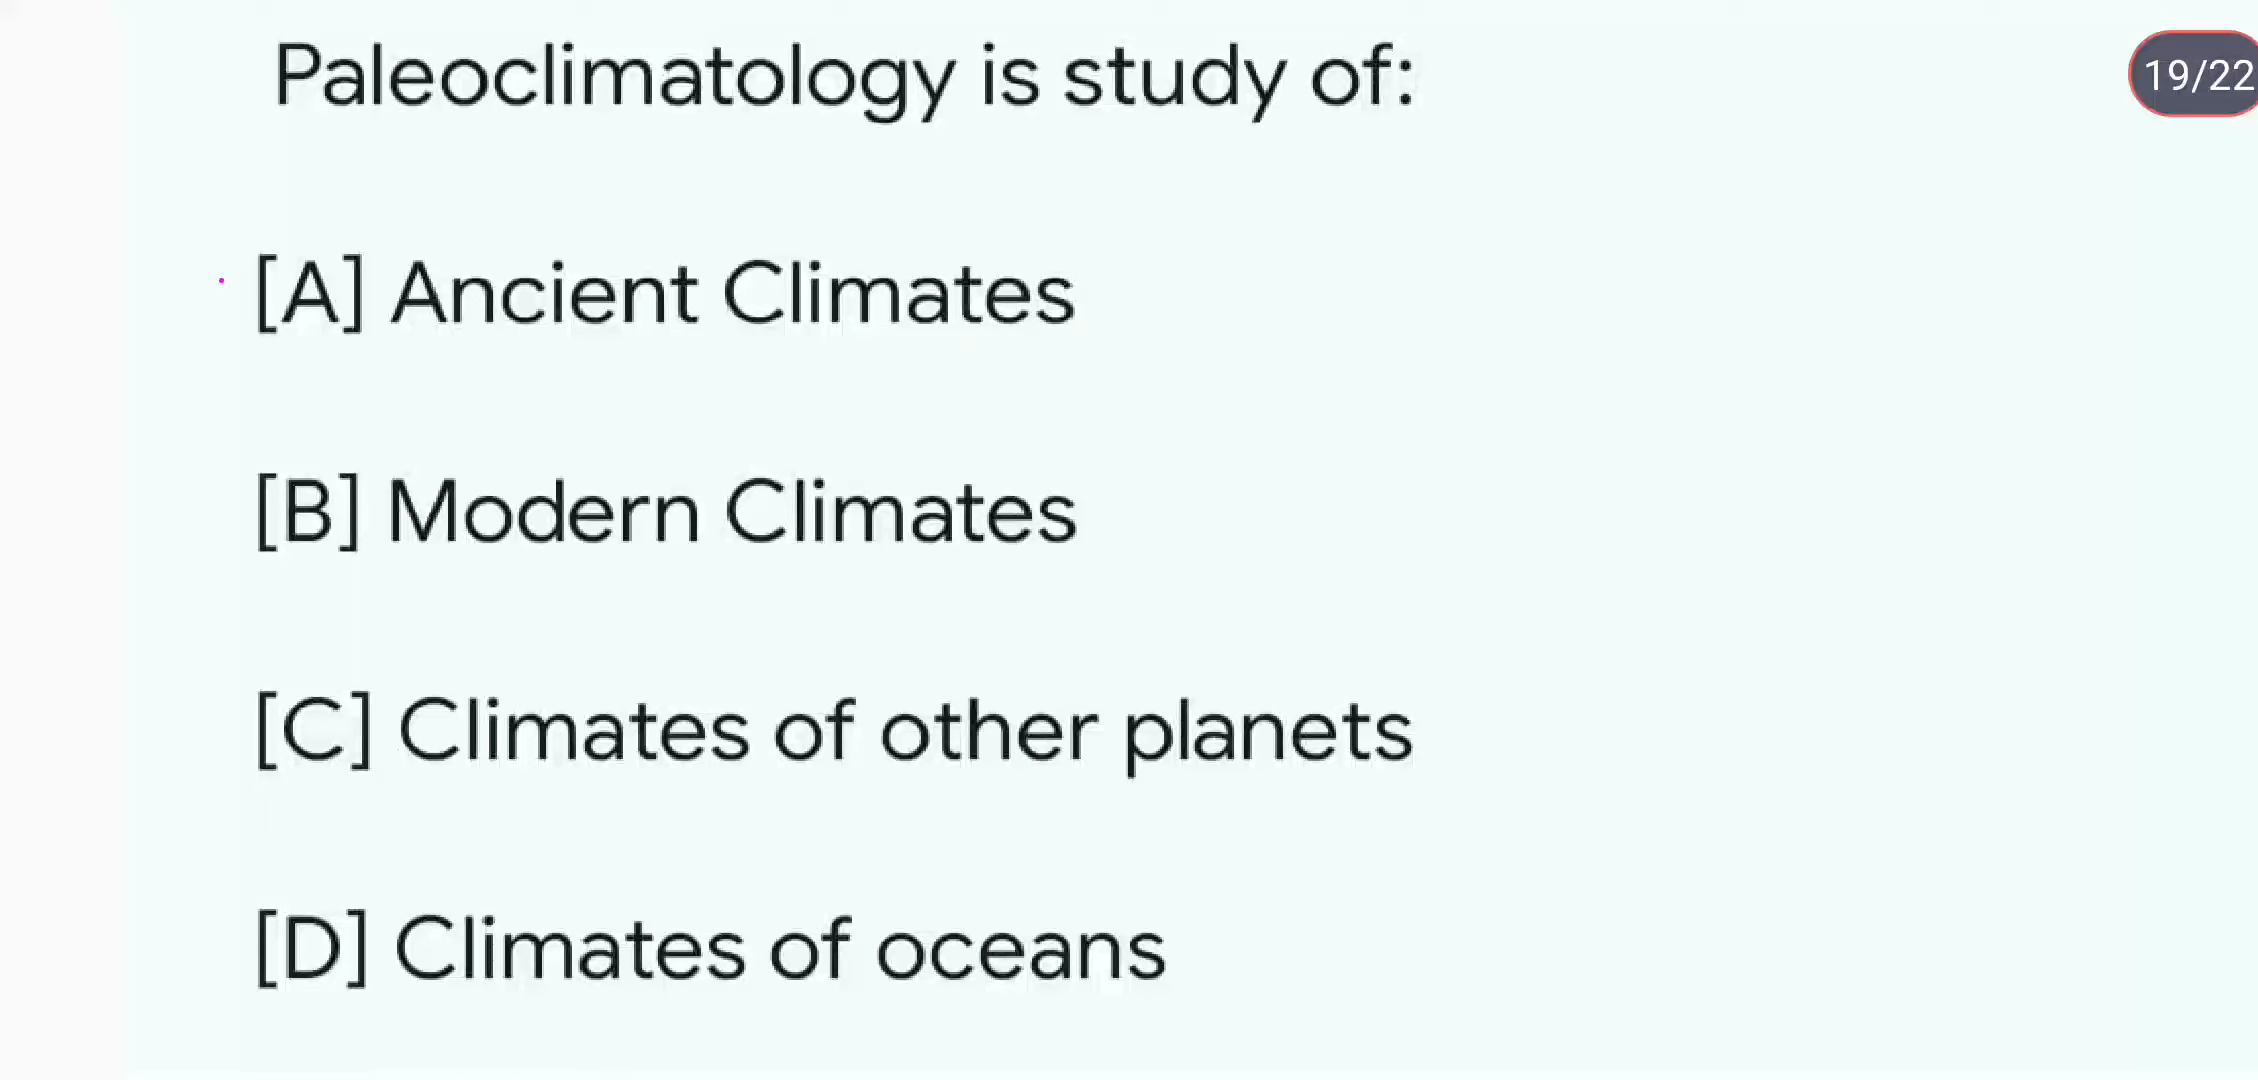 Paleoclimatology is study of:
19/22
[A] Ancient Climates
[B] Modern Climates
[C] Climates of other planets
[D] Climates of oceans